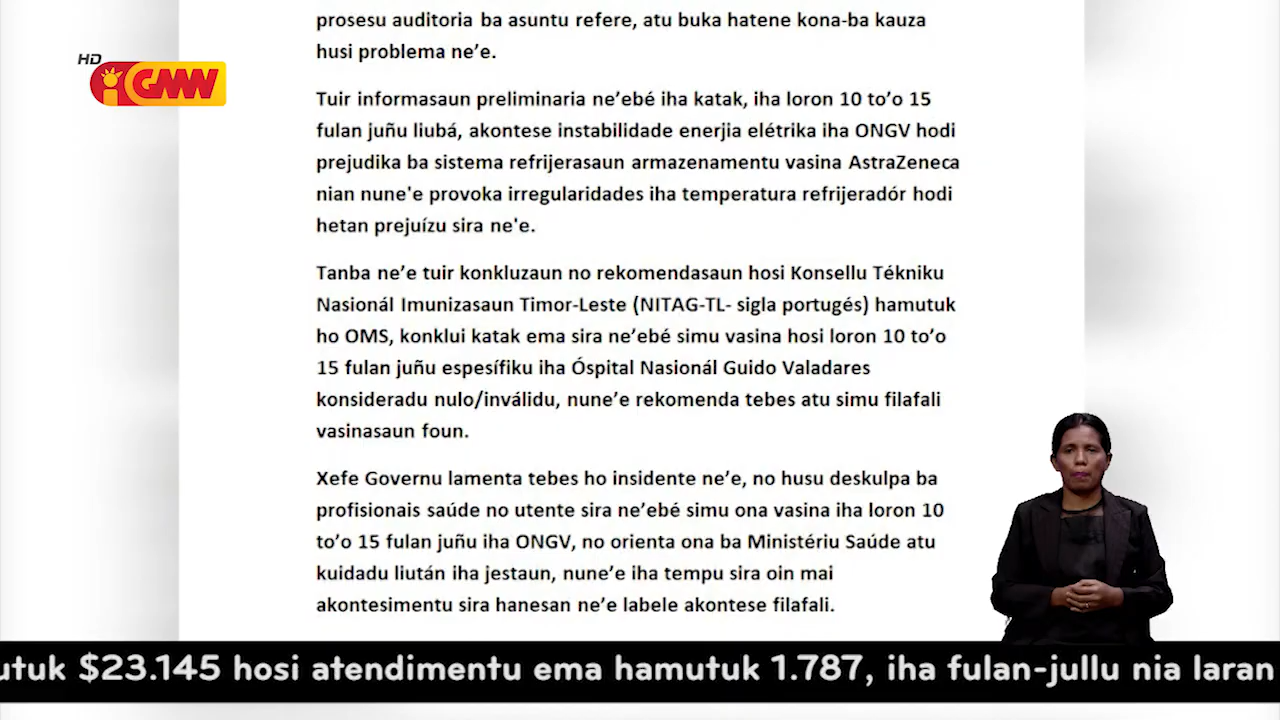 prosesu auditoria ba asuntu refere, atu buka hatene kona-ba kauza
husi problema ne’e.
HD
GMW
Tuir informasaun preliminaria ne’ebé iha katak, iha loron 10 to’o 15
fulan juñu liubá, akontese instabilidade enerjia elétrika iha ONGV hodi
prejudika ba sistema refrijerasaun armazenamentu vasina AstraZeneca
nian nune'e provoka irregularidades iha temperatura refrijeradór hodi
hetan prejuízu sira ne'e.
Tanba ne’e tuir konkluzaun no rekomendasaun hosi Konsellu Tékniku
Nasionál Imunizasaun Timor-Leste (NITAG-TL- sigla portugés) hamutuk
ho OMS, konklui katak ema sira ne’ebé simu vasina hosi loron 10 to’o
15 fulan juñu espesífiku iha Óspital Nasionál Guido Valadares
konsideradu nulo/inválidu, nune’e rekomenda tebes atu simu filafali
vasinasaun foun.
Xefe Governu lamenta tebes ho insidente ne’e, no husu deskulpa ba
profisionais saúde no utente sira ne’ebé simu ona vasina iha loron 10
to’o 15 fulan juñu iha ONGV, no orienta ona ba Ministériu Saúde atu
kuidadu liután iha jestaun, nune’e iha tempu sira oin mai
akontesimentu sira hanesan ne’e labele akontese filafali.
utuk $23.145 hosi atendimentu ema hamutuk 1.787, iha fulan-jullu nia laran